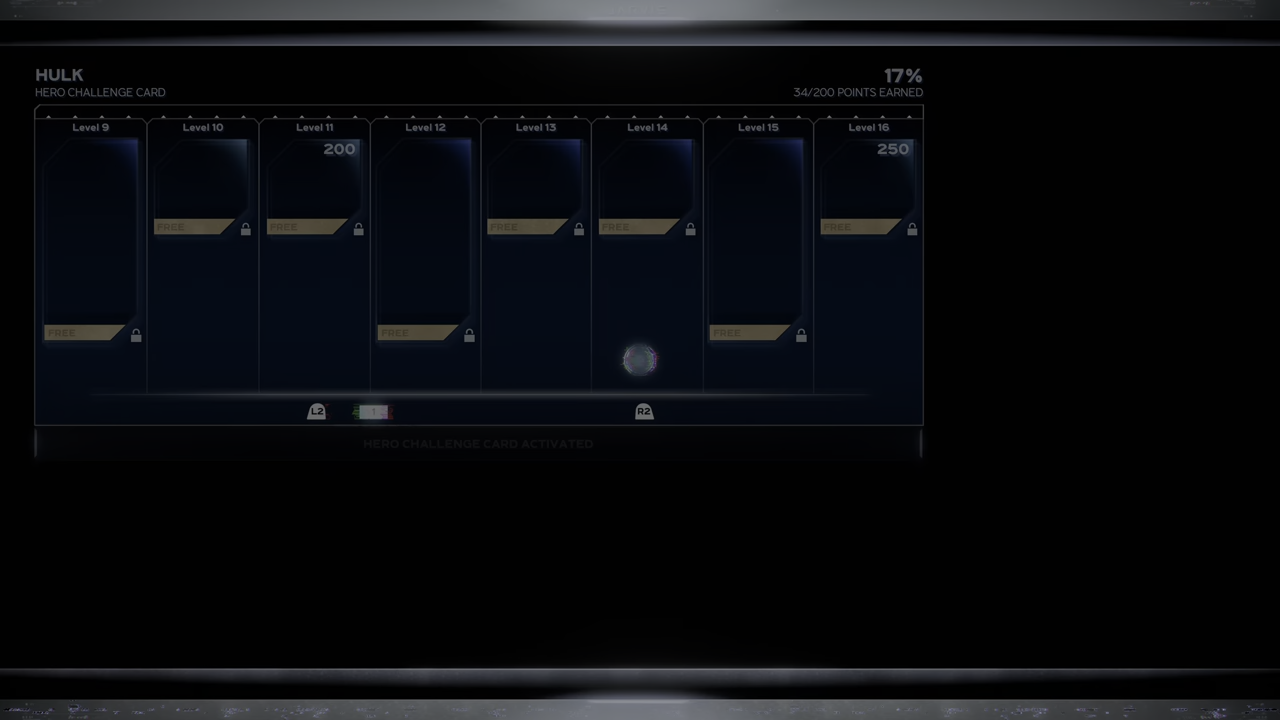 HULK
HERO CHALLENGE CARD
17%
34/200 POINTS EARNED
Level 9
Level 10
Level 11
Level 12
Level 13
Level 14
Level 15
Level 16
200
250
FREE
FREE
FREE
FREE
FREE
FREE
FREE
FREE
L2
1
R2
HERO CHALLENGE CARD ACTIVATED